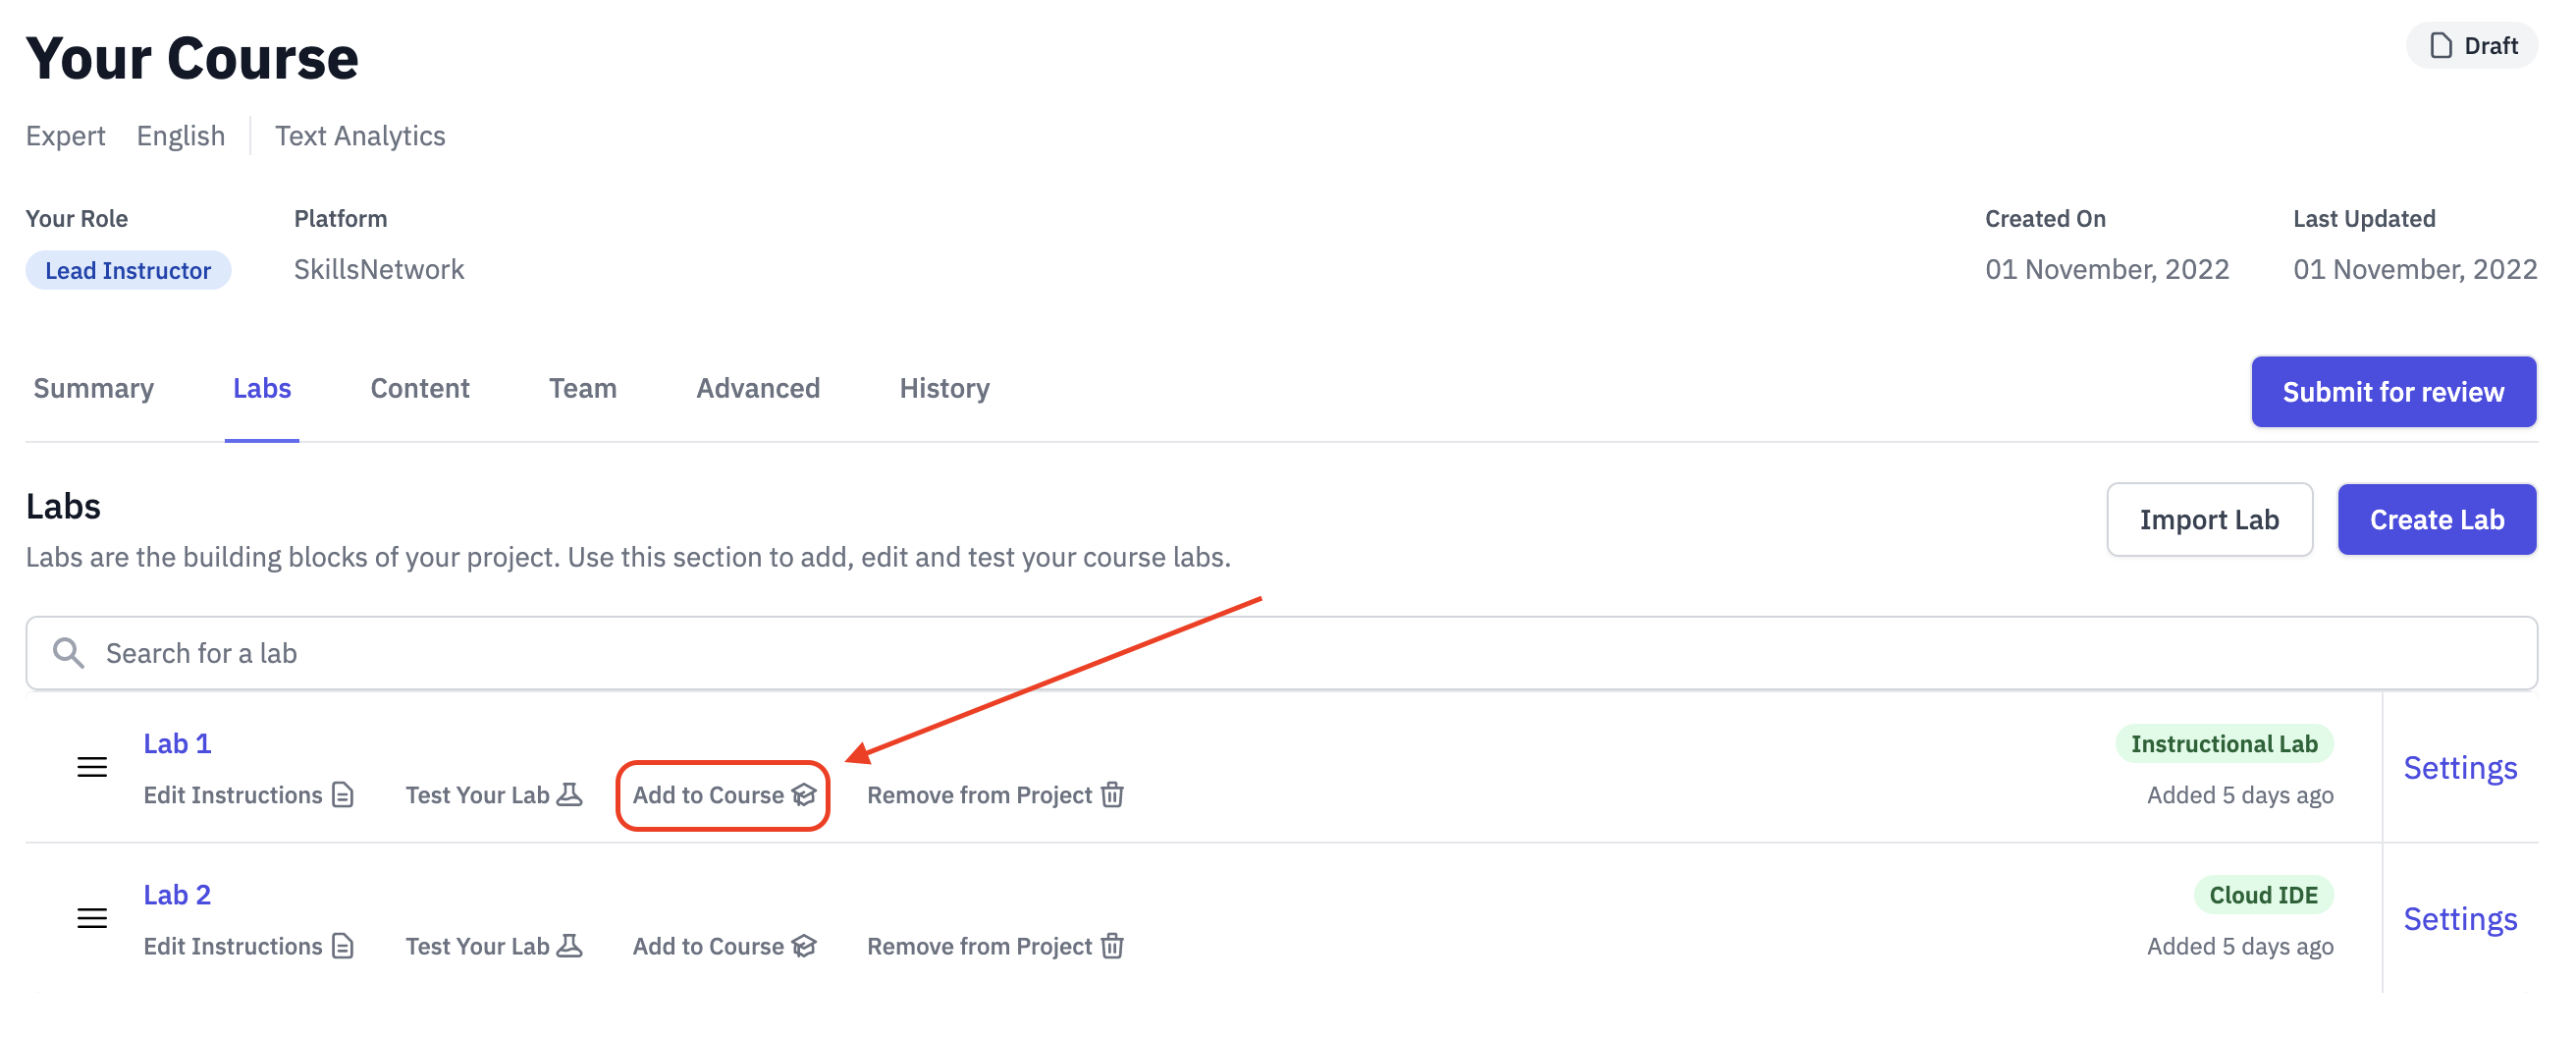 Your Course
Draft
Expert English Text Analytics
Your Role Platform Created On Last Updated
Lead Instructor SkillsNetwork 01 November, 2022 01 November, 2022
Summary Labs Content Team Advanced History Submit for review
Labs
Import Lab Create Lab
Labs are the building blocks of your project. Use this section to add, edit and test your course labs.
Search for a lab
Lab 1 Instructional Lab
Settings
Edit Instructions Test Your Lab Add to Course Remove from Project Added 5 days ago
Lab 2 Cloud IDE
Settings
Edit Instructions Test Your Lab Add to Course Remove from Project Added 5 days ago